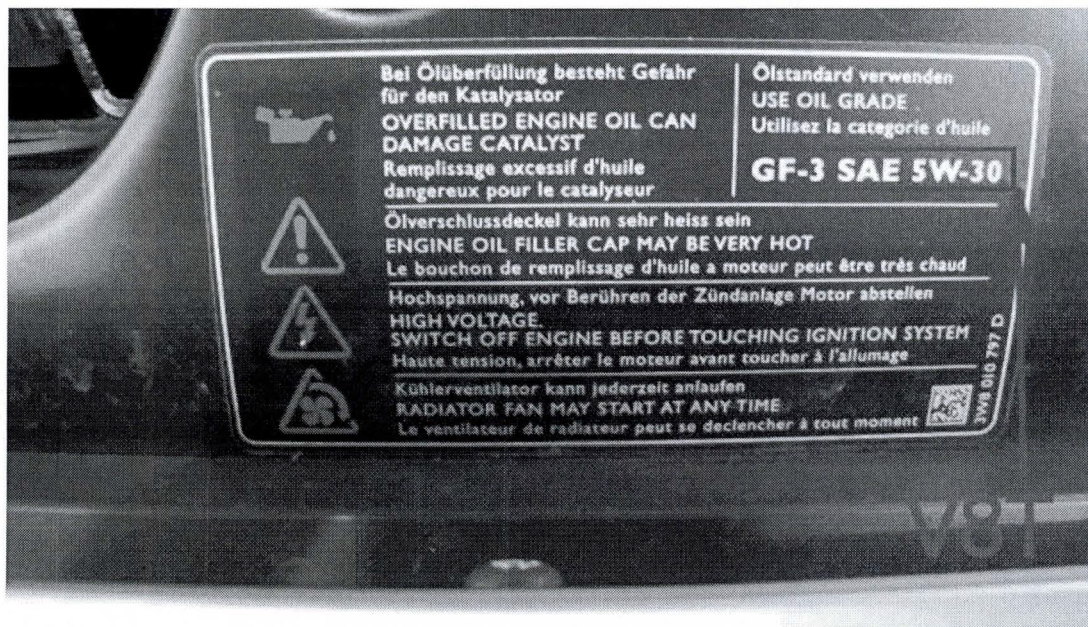 Bei Ölüberfüllung besteht Gefahr
für den Katalysator
OVERFILLED ENGINE OIL CAN
DAMAGE CATALYST
Remplissage excessif d'huile
dangereux pour le catalyseur
Ölstandard verwenden
USE OIL GRADE
Utilisez la categorie d'huile
GF-3 SAE 5W-30
Ölverschlussdeckel kann sehr heiss sein
ENGINE OIL FILLER CAP MAY BE VERY HOT
Le bouchon de remplissage d'huile a moteur peut être très chaud
Hochspannung, vor Berühren der Zündanlage Motor abstellen
HIGH VOLTAGE.
SWITCH OFF ENGINE BEFORE TOUCHING IGNITION SYSTEM
Haute tension, arrêter le moteur avant toucher à l'allumage
Kühlerventilator kann jederzeit anlaufen
RADIATOR FAN MAY START AT ANY TIME
Le ventilateur de radiateur peut se declencher à tout moment
3W8 010 797 D
V8T